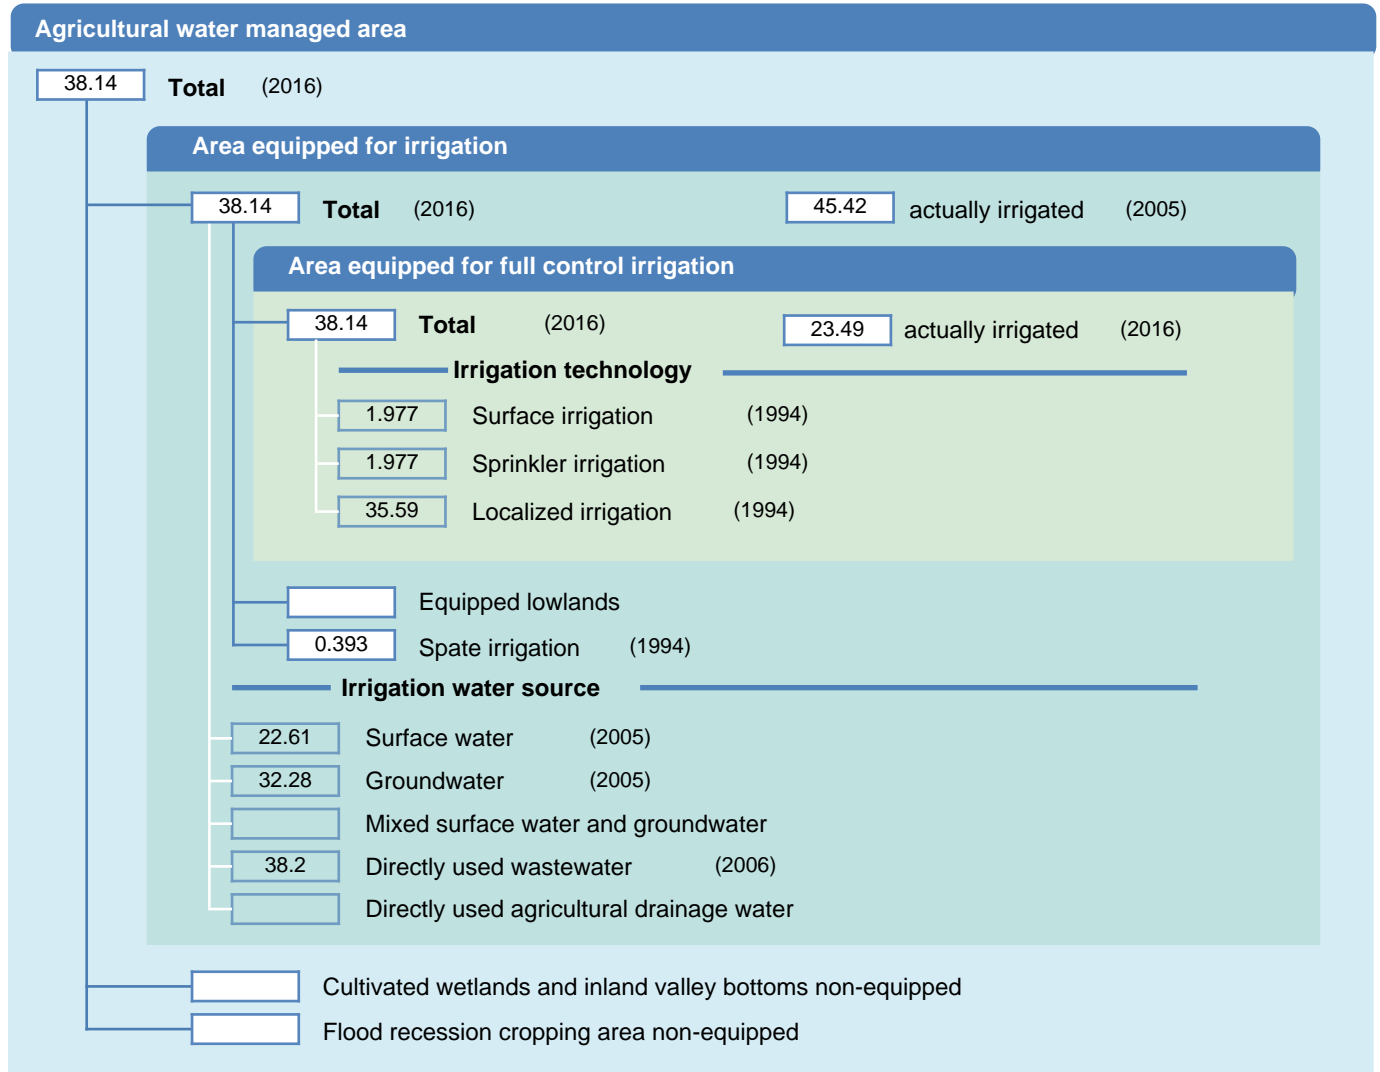 Agricultural water managed area
38.14 Total (2016)
Area equipped for irrigation
38.14 Total (2016) 45.42 actually irrigated (2005)
Area equipped for full control irrigation
38.14 Total (2016) 23.49 actually irrigated (2016)
Irrigation technology
1.977 Surface irrigation (1994)
1.977 Sprinkler irrigation (1994)
35.59 Localized irrigation (1994)
Equipped lowlands
0.393 Spate irrigation (1994)
Irrigation water source
22.61 Surface water (2005)
32.28 Groundwater (2005)
Mixed surface water and groundwater
38.2 Directly used wastewater (2006)
Directly used agricultural drainage water
Cultivated wetlands and inland valley bottoms non-equipped
Flood recession cropping area non-equipped